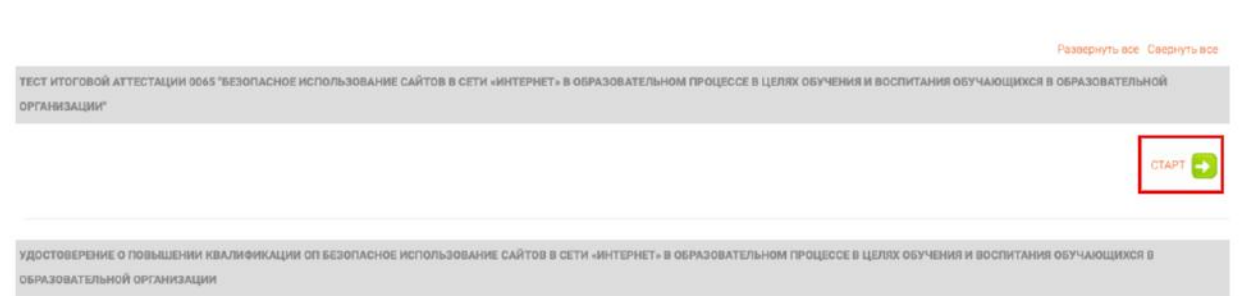 Развернуть все Свернуть все
ТЕСТ ИТОГОВОЙ АТТЕСТАЦИИ 0065 "БЕЗОПАСНОЕ ИСПОЛЬЗОВАНИЕ САЙТОВ В СЕТИ «ИНТЕРНЕТ» В ОБРАЗОВАТЕЛЬНОМ ПРОЦЕССЕ В ЦЕЛЯХ ОБУЧЕНИЯ И ВОСПИТАНИЯ ОБУЧАЮЩИХСЯ В ОБРАЗОВАТЕЛЬНОЙ
ОРГАНИЗАЦИИ"
СТАРТ
УДОСТОВЕРЕНИЕ О ПОВЫШЕНИИ КВАЛИФИКАЦИИ ОП БЕЗОПАСНОЕ ИСПОЛЬЗОВАНИЕ САЙТОВ В СЕТИ «ИНТЕРНЕТ» В ОБРАЗОВАТЕЛЬНОМ ПРОЦЕССЕ В ЦЕЛЯХ ОБУЧЕНИЯ И ВОСПИТАНИЯ ОБУЧАЮЩИХСЯ В
ОБРАЗОВАТЕЛЬНОЙ ОРГАНИЗАЦИИ